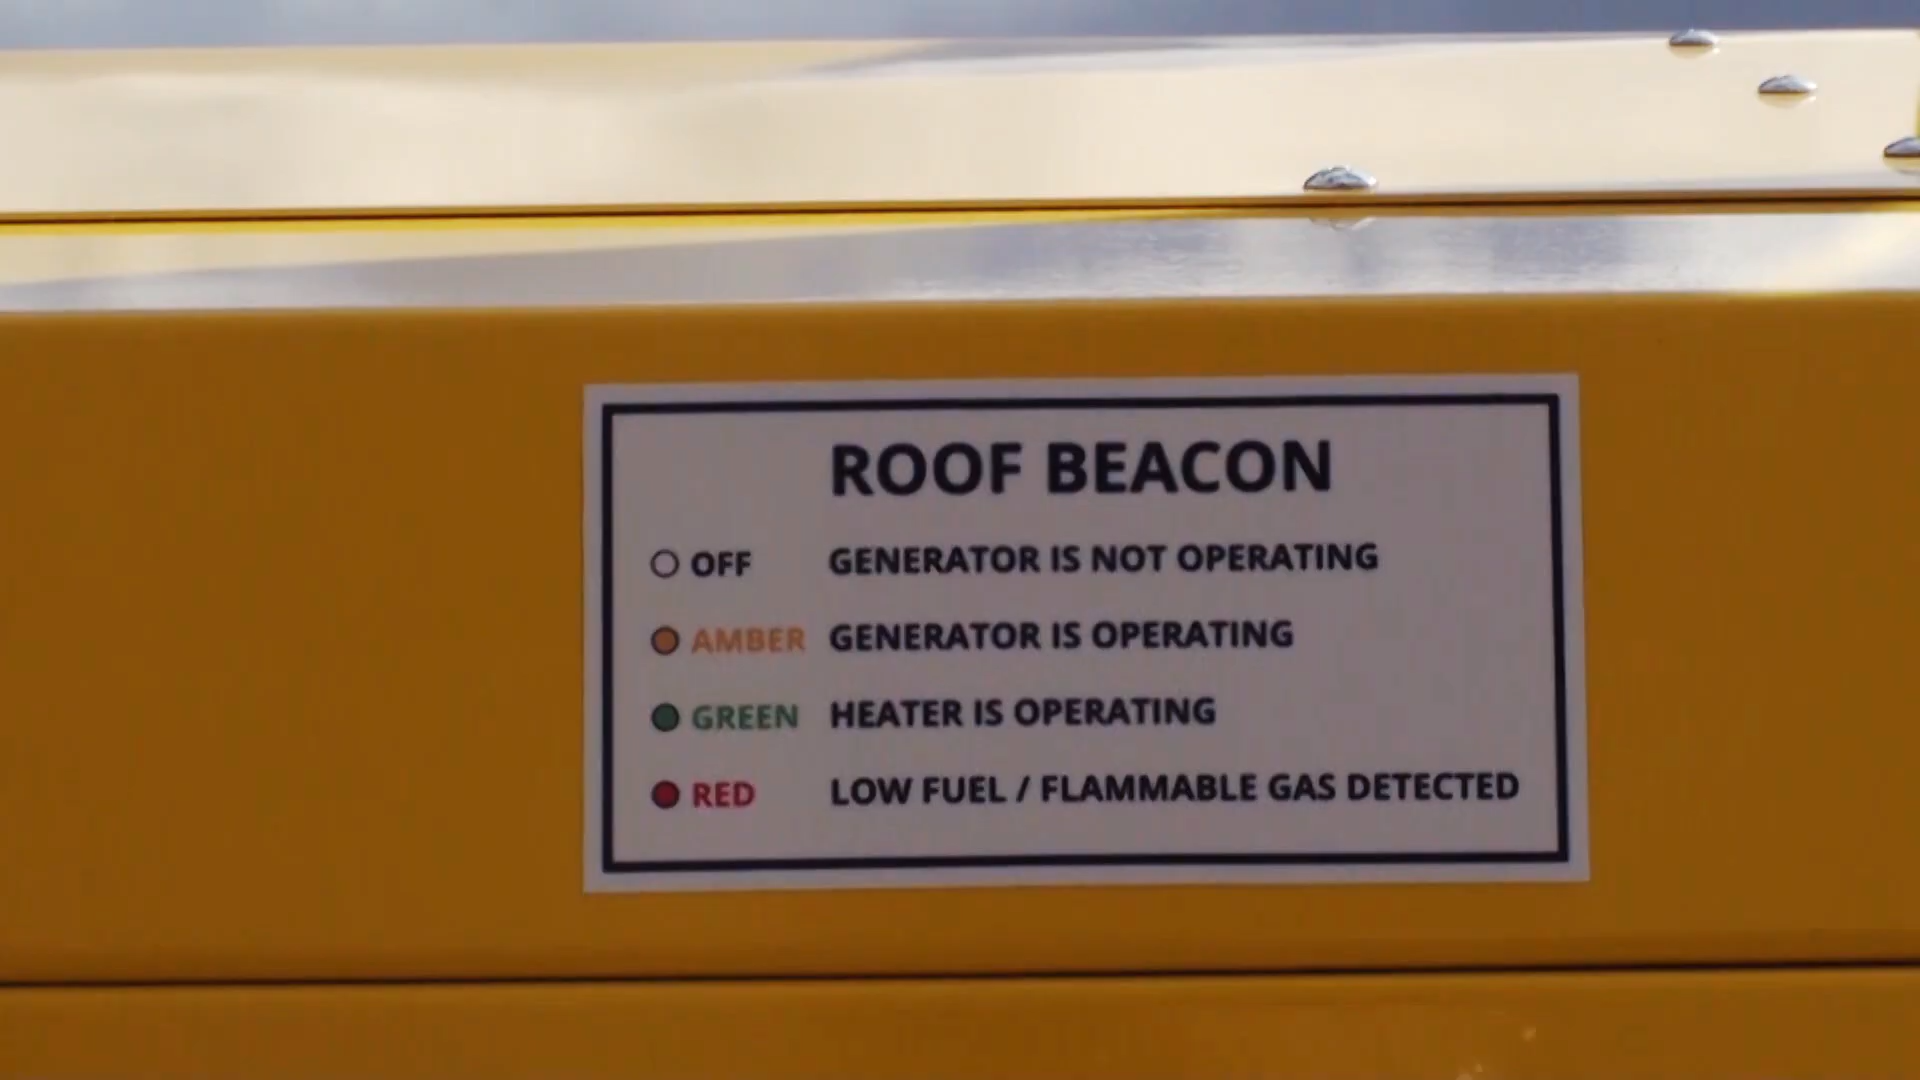 ROOF BEACON
OFF GENERATOR IS NOT OPERATING
AMBER GENERATOR IS OPERATING
GREEN HEATER IS OPERATING
RED LOW FUEL / FLAMMABLE GAS DETECTED